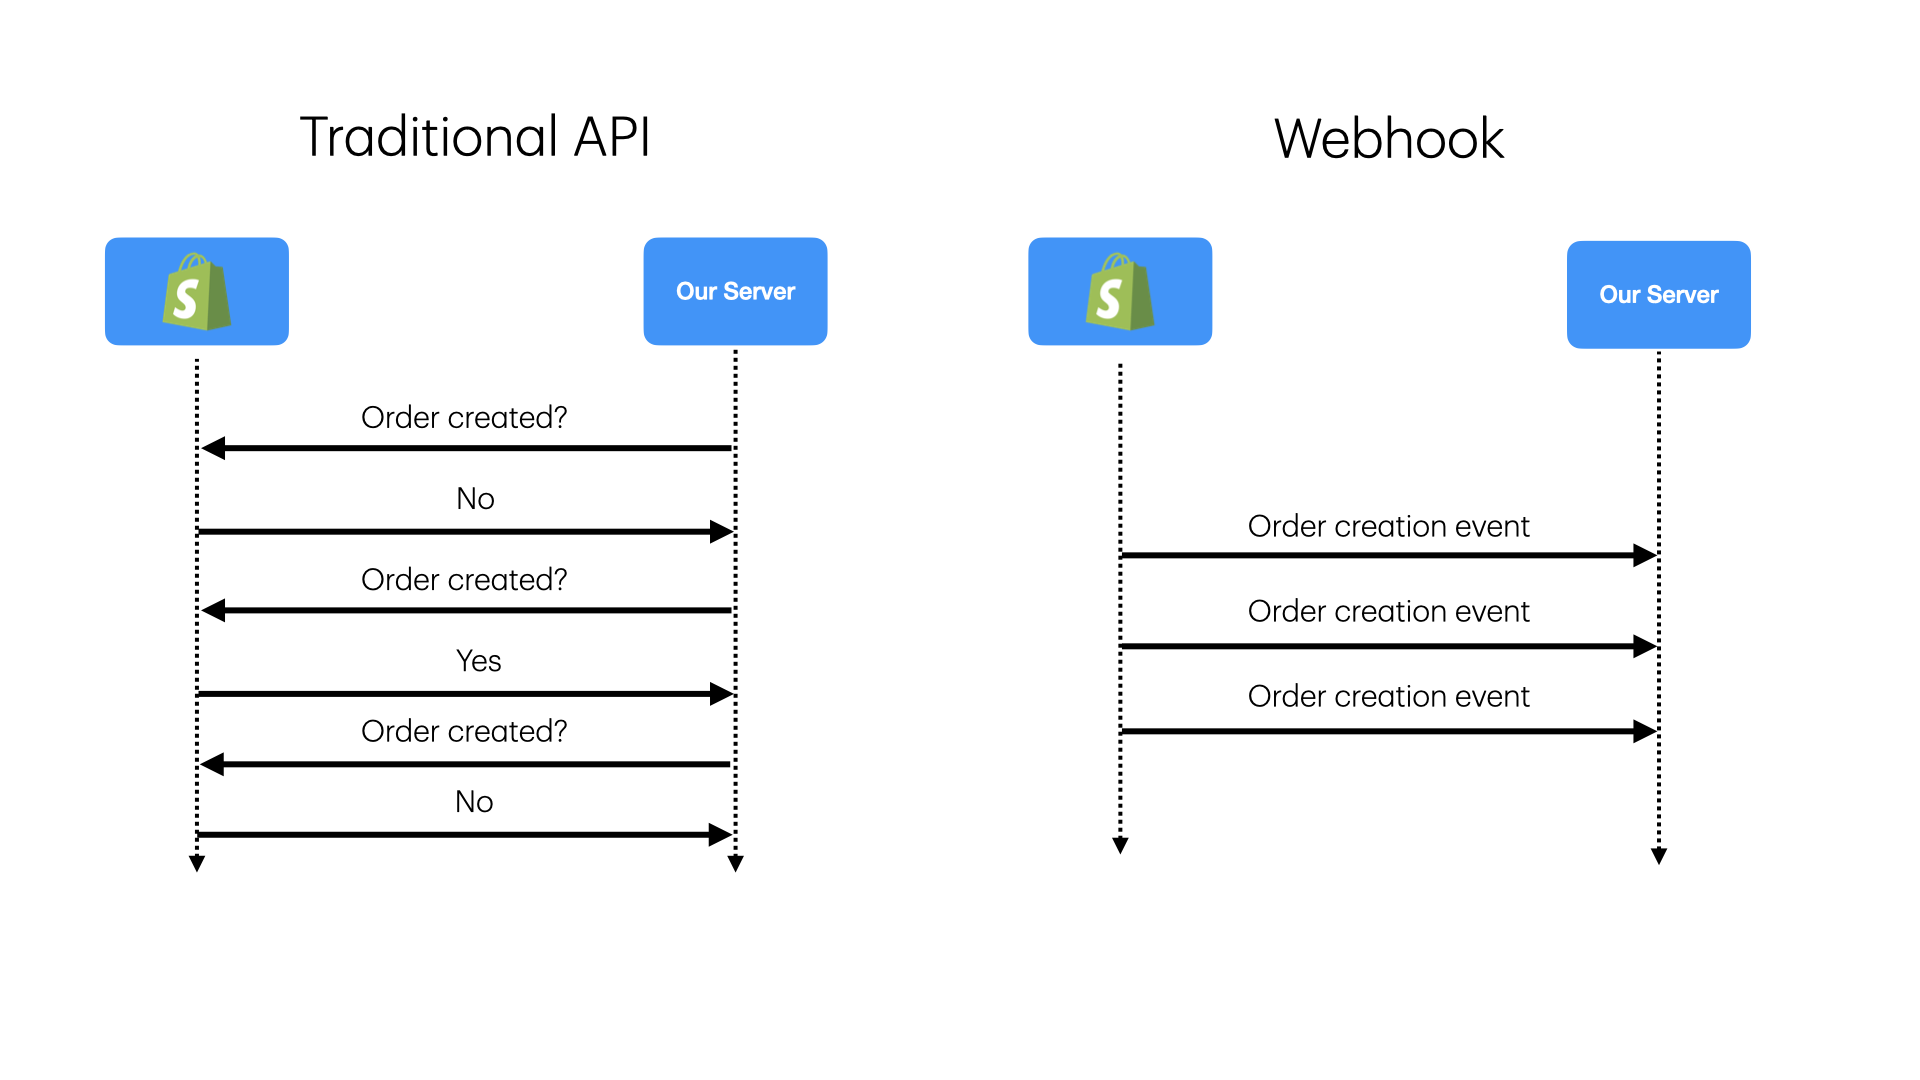 Traditional API
Our Server
Order created?
No
Order created?
Yes
Order created?
No
Webhook
Our Server
Order creation event
Order creation event
Order creation event